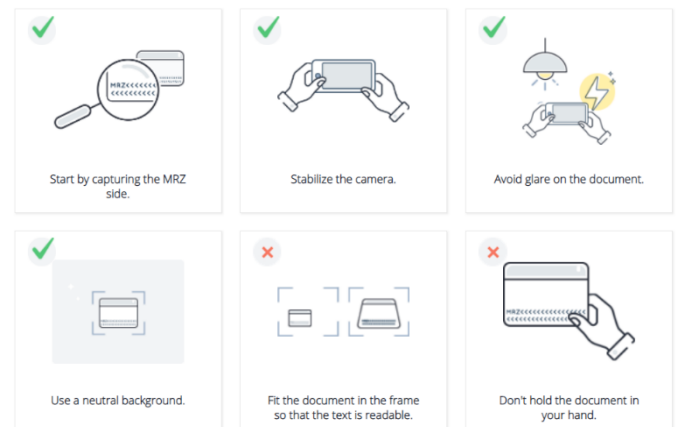 MRZ<<<<<<
<<<<<<<<<
Start by capturing the MRZ
side.
Stabilize the camera.
Avoid glare on the document.
Use a neutral background.
Fit the document in the frame
so that the text is readable.
MRZ<<<<<<<<<<<<<
Don't hold the document in
your hand.